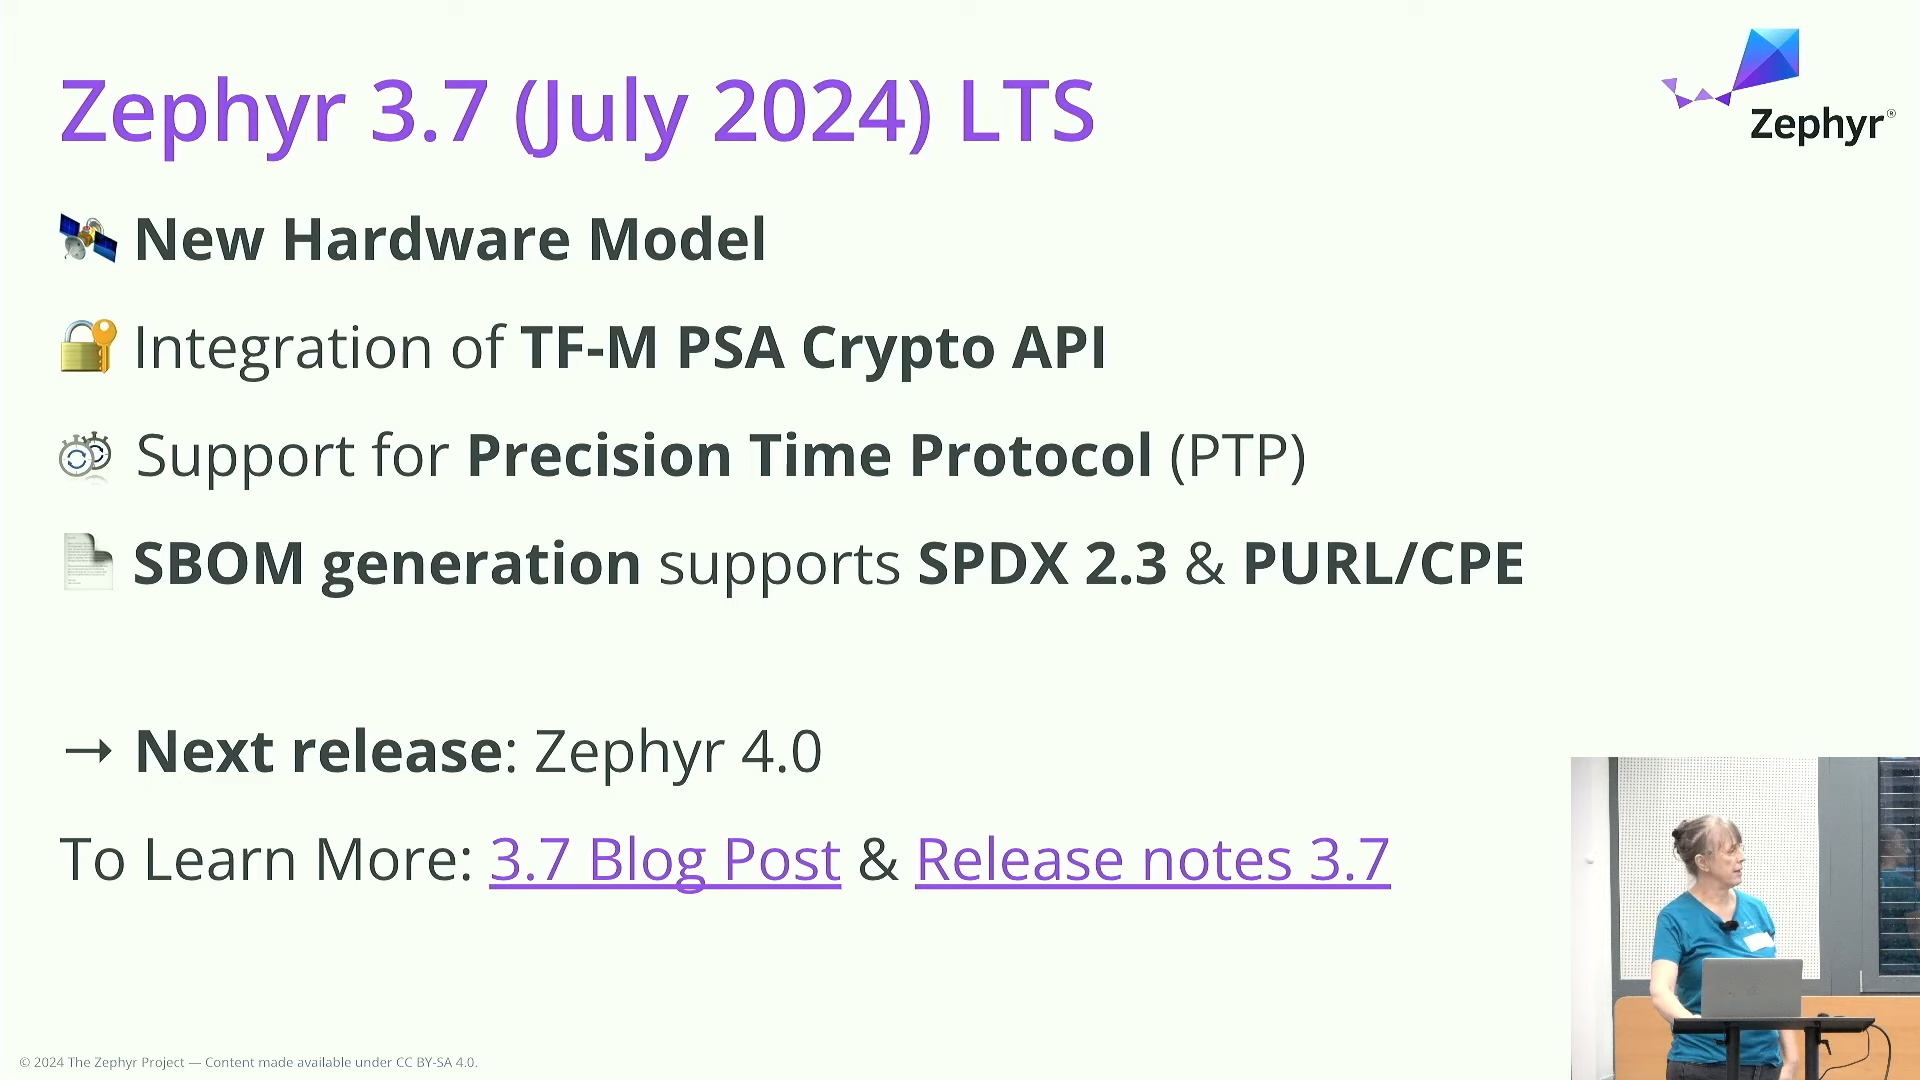 Zephyr 3.7 (July 2024) LTS
Zephyr®
New Hardware Model
Integration of TF-M PSA Crypto API
Support for Precision Time Protocol (PTP)
SBOM generation supports SPDX 2.3 & PURL/CPE
→ Next release: Zephyr 4.0
To Learn More: 3.7 Blog Post & Release notes 3.7
© 2024 The Zephyr Project — Content made available under CC BY-SA 4.0.